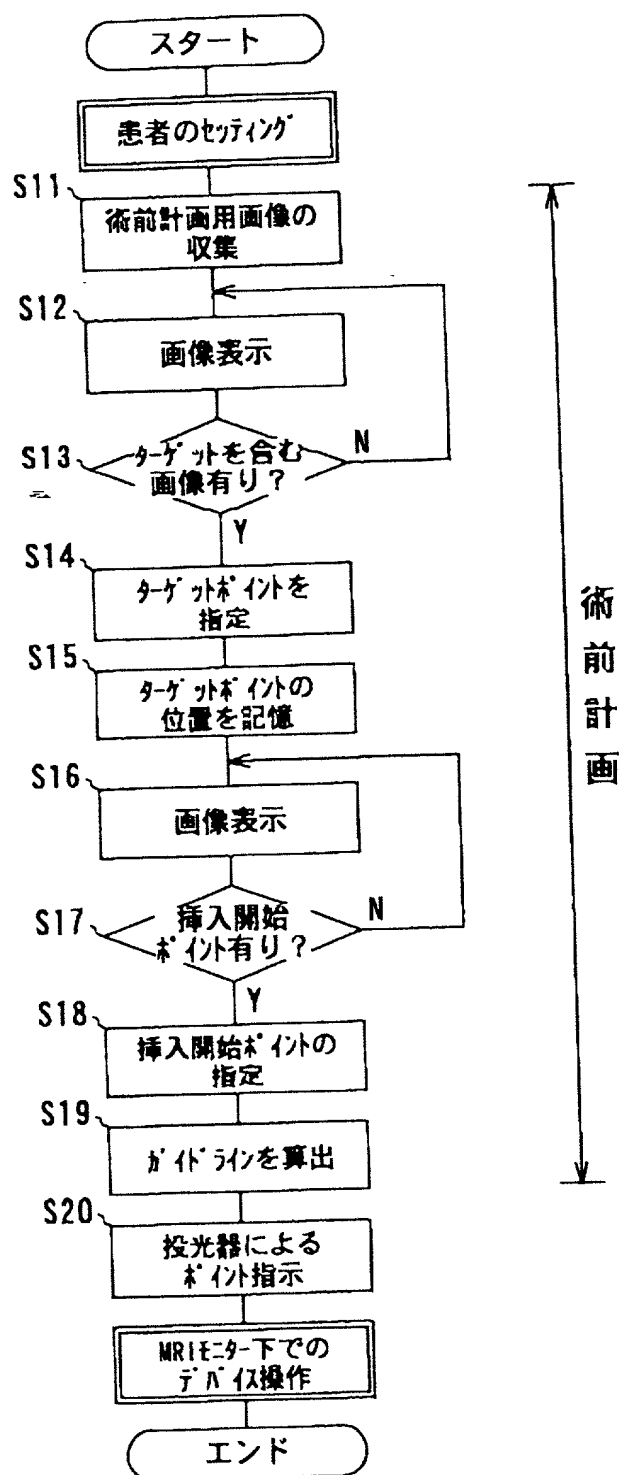 スタート
患者のセッティング
S11
術前計画用画像の
収集
S12
画像表示
S13
ターゲットを含む
画像有り?
N
Y
S14
ターゲットポイントを
指定
S15
ターゲットポイントの
位置を記憶
S16
画像表示
S17
挿入開始
ポイント有り?
N
Y
S18
挿入開始ポイントの
指定
S19
ガイドラインを算出
S20
投光器による
ポイント指示
MRIモニター下での
デバイス操作
エンド
術前計画